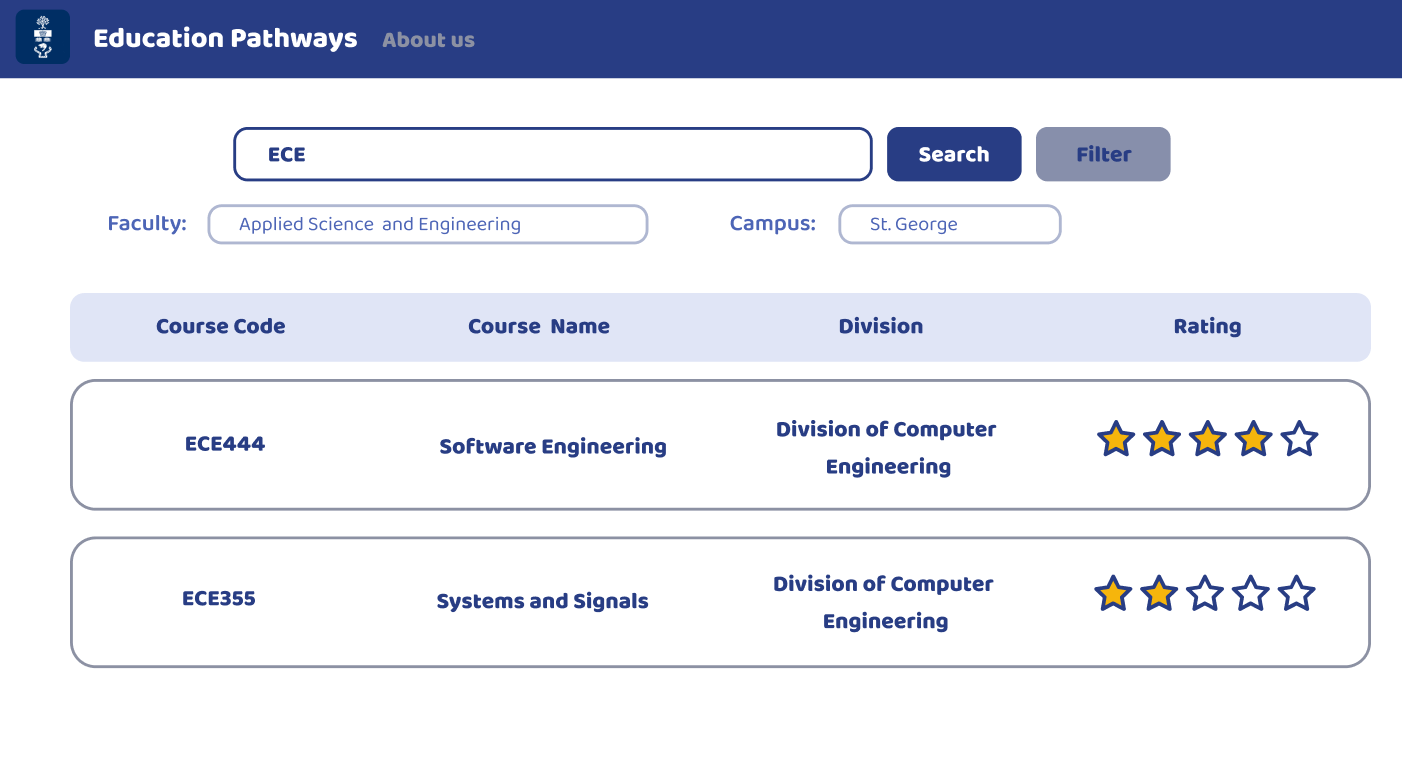 Education Pathways About us
ECE Search Filter
Faculty: Applied Science and Engineering Campus: St. George
Course Code Course Name Division Rating
ECE444 Software Engineering Division of Computer
Engineering
ECE355 Systems and Signals Division of Computer
Engineering